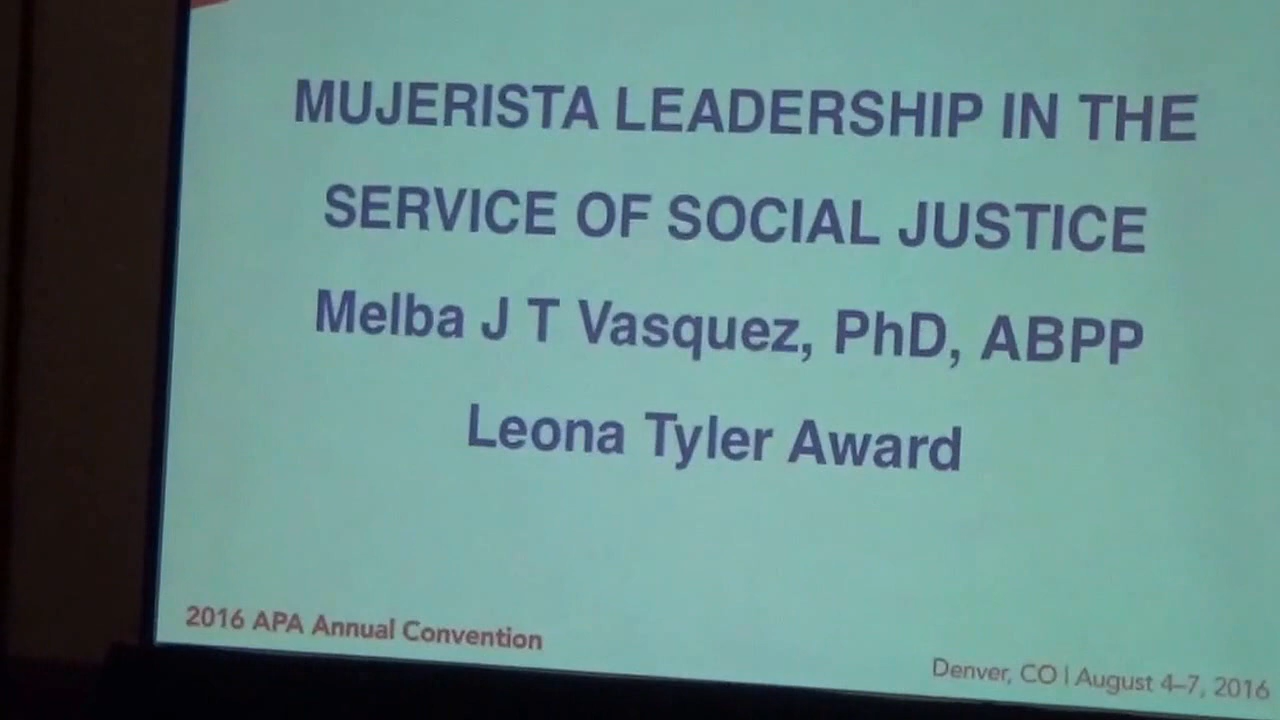 MUJERISTA LEADERSHIP IN THE
SERVICE OF SOCIAL JUSTICE
Melba J T Vasquez, PhD, ABPP
Leona Tyler Award
2016 APA Annual Convention
Denver, CO | August 4–7, 2016